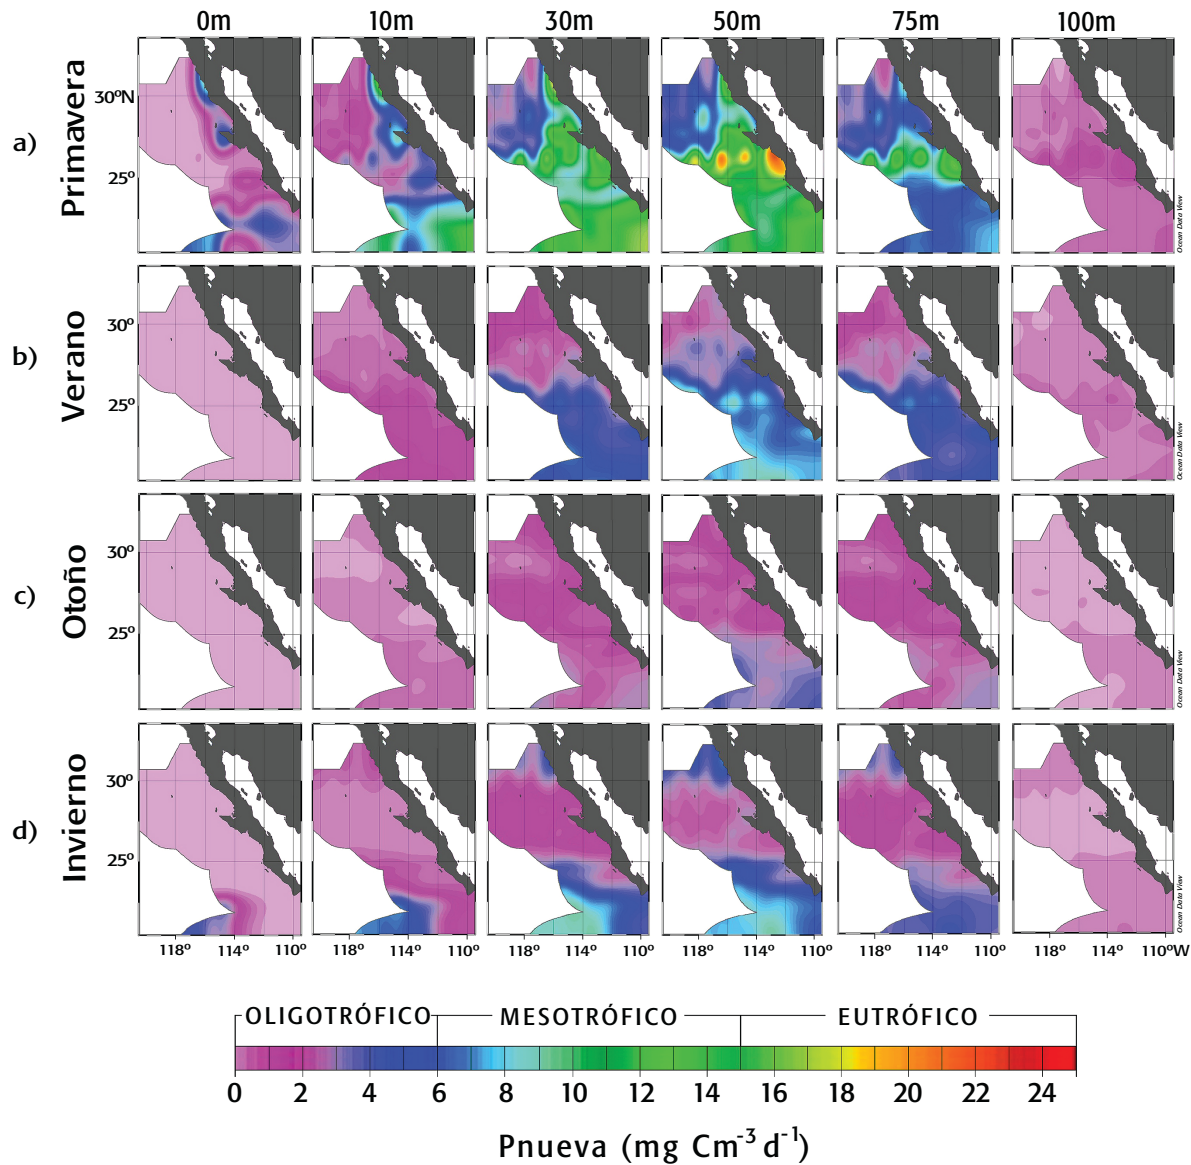 0m 10m 30m 50m 75m 100m
a) Primavera
30ºN
25º
Ocean Data View
b) Verano
30º
25º
Ocean Data View
c) Otoño
30º
25º
Ocean Data View
d) Invierno
30º
25º
Ocean Data View
118º 114º 110º 118º 114º 110º 118º 114º 110º 118º 114º 110º 118º 114º 110º 118º 114º 110ºW
OLIGOTRÓFICO MESOTRÓFICO EUTRÓFICO
0 2 4 6 8 10 12 14 16 18 20 22 24
Pnueva (mg Cm⁻³ d⁻¹)